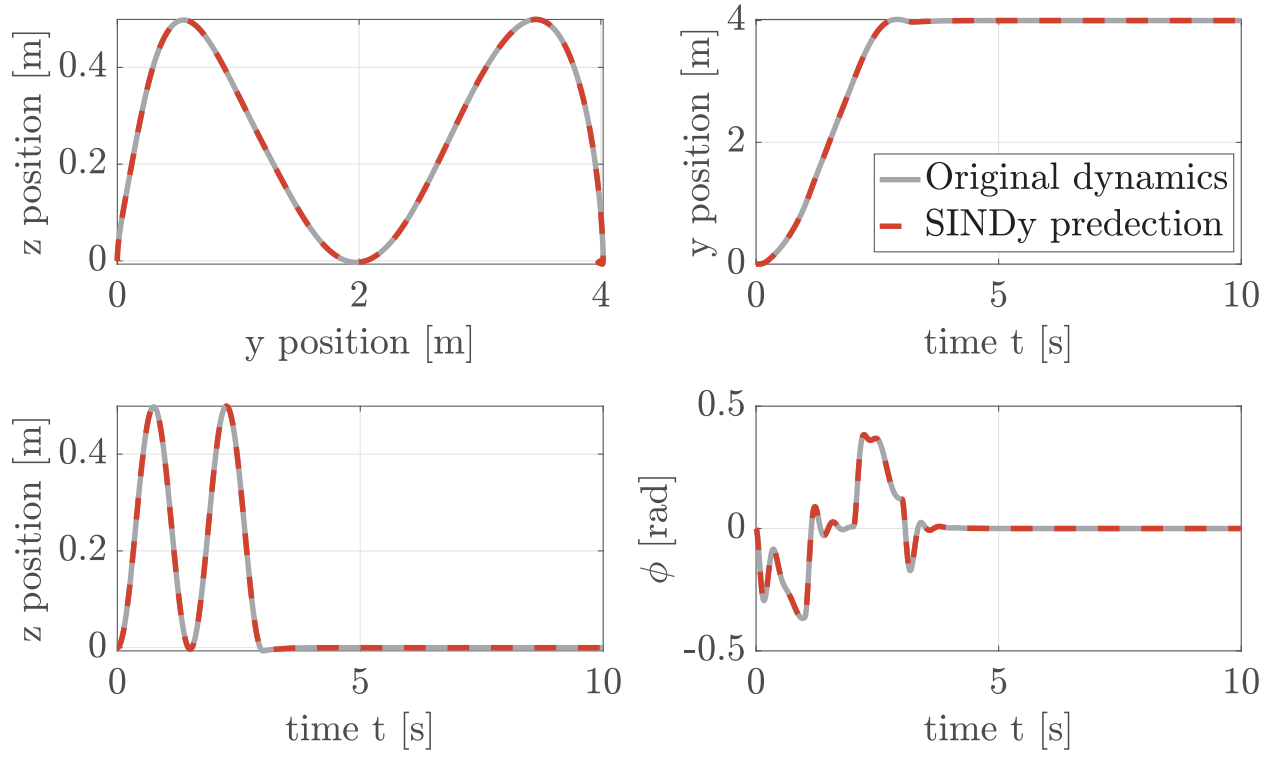 z position [m]
0.4
0.2
0
0
2
4
y position [m]
y position [m]
4
2
0
Original dynamics
SINDy predection
0
5
10
time t [s]
z position [m]
0.4
0.2
0
0
5
10
time t [s]
ϕ [rad]
0.5
0
-0.5
0
5
10
time t [s]